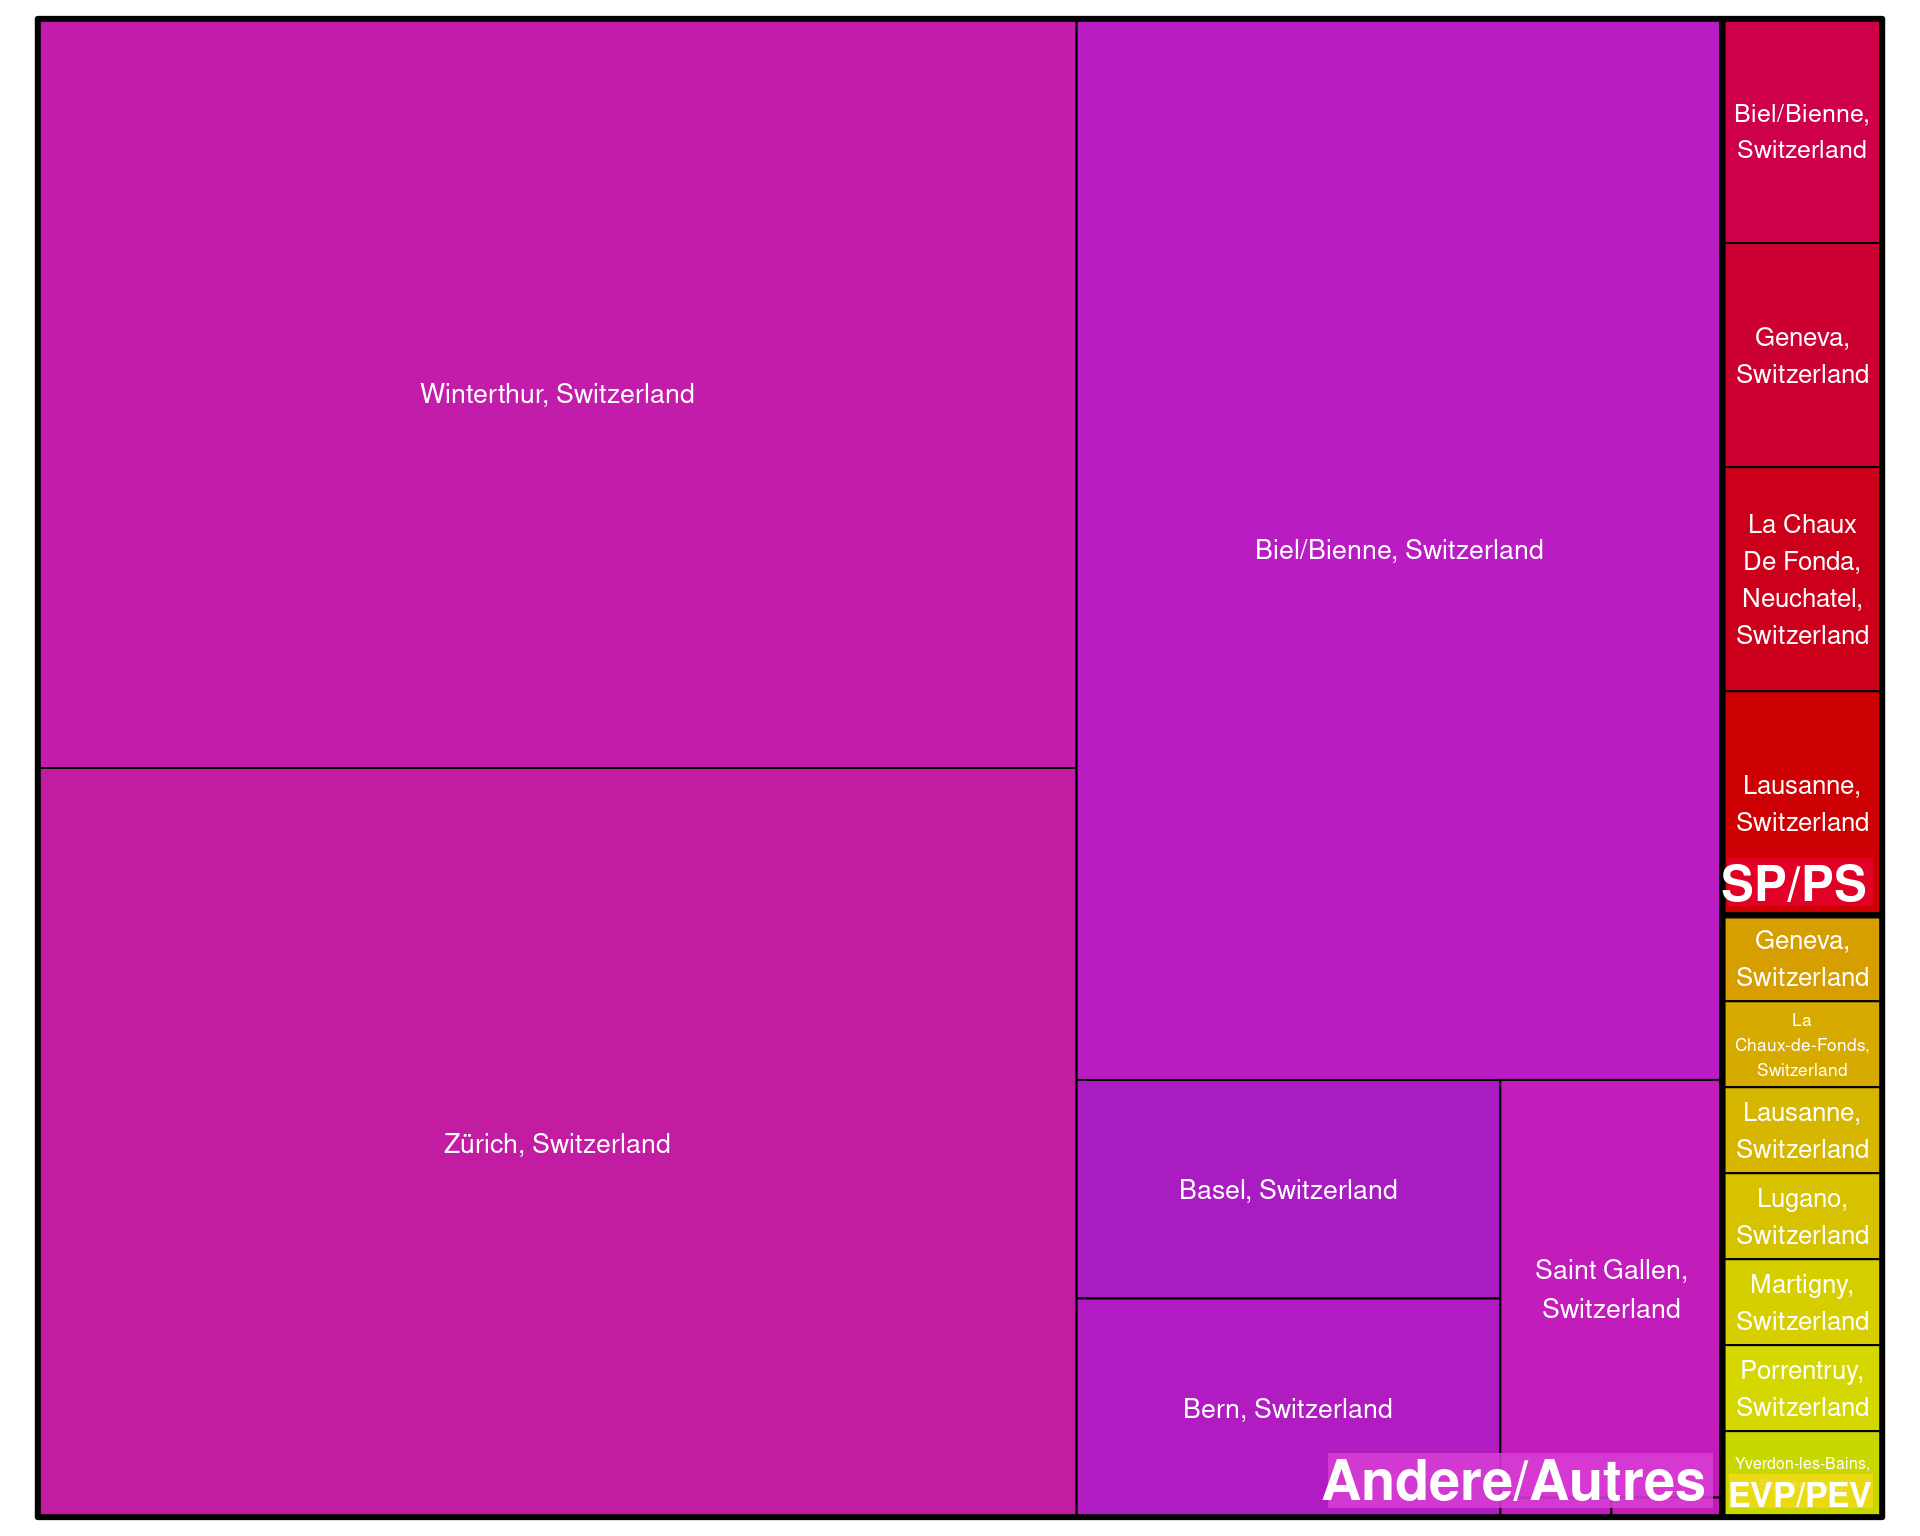 Winterthur, Switzerland
Zürich, Switzerland
Biel/Bienne, Switzerland
Basel, Switzerland
Bern, Switzerland
Saint Gallen,
Switzerland
Andere/Autres
Biel/Bienne,
Switzerland
Geneva,
Switzerland
La Chaux
De Fonda,
Neuchatel,
Switzerland
Lausanne,
Switzerland
SP/PS
Geneva,
Switzerland
La
Chaux-de-Fonds,
Switzerland
Lausanne,
Switzerland
Lugano,
Switzerland
Martigny,
Switzerland
Porrentruy,
Switzerland
Yverdon-les-Bains,
EVP/PEV